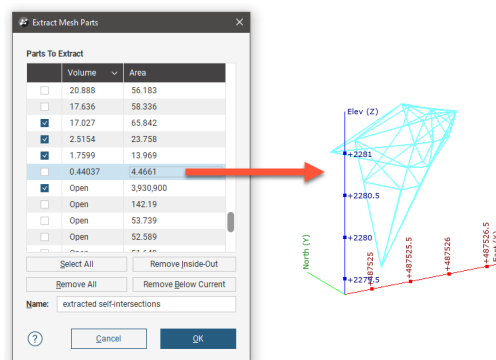 Extract Mesh Parts
Parts To Extract
Volume Area
20.888 56.183
17.636 58.336
17.027 65.842
2.5154 23.758
1.7599 13.969
0.44037 4.4661
Open 3,930,900
Open 142.19
Open 53.739
Open 52.589
Select All Remove Inside-Out
Remove All Remove Below Current
Name: extracted self-intersections
? Cancel OK
Elev (Z)
+2281
+2280.5
+2280
+2279.5
North (Y)
+487525
+487525.5
+487526
+487526.5